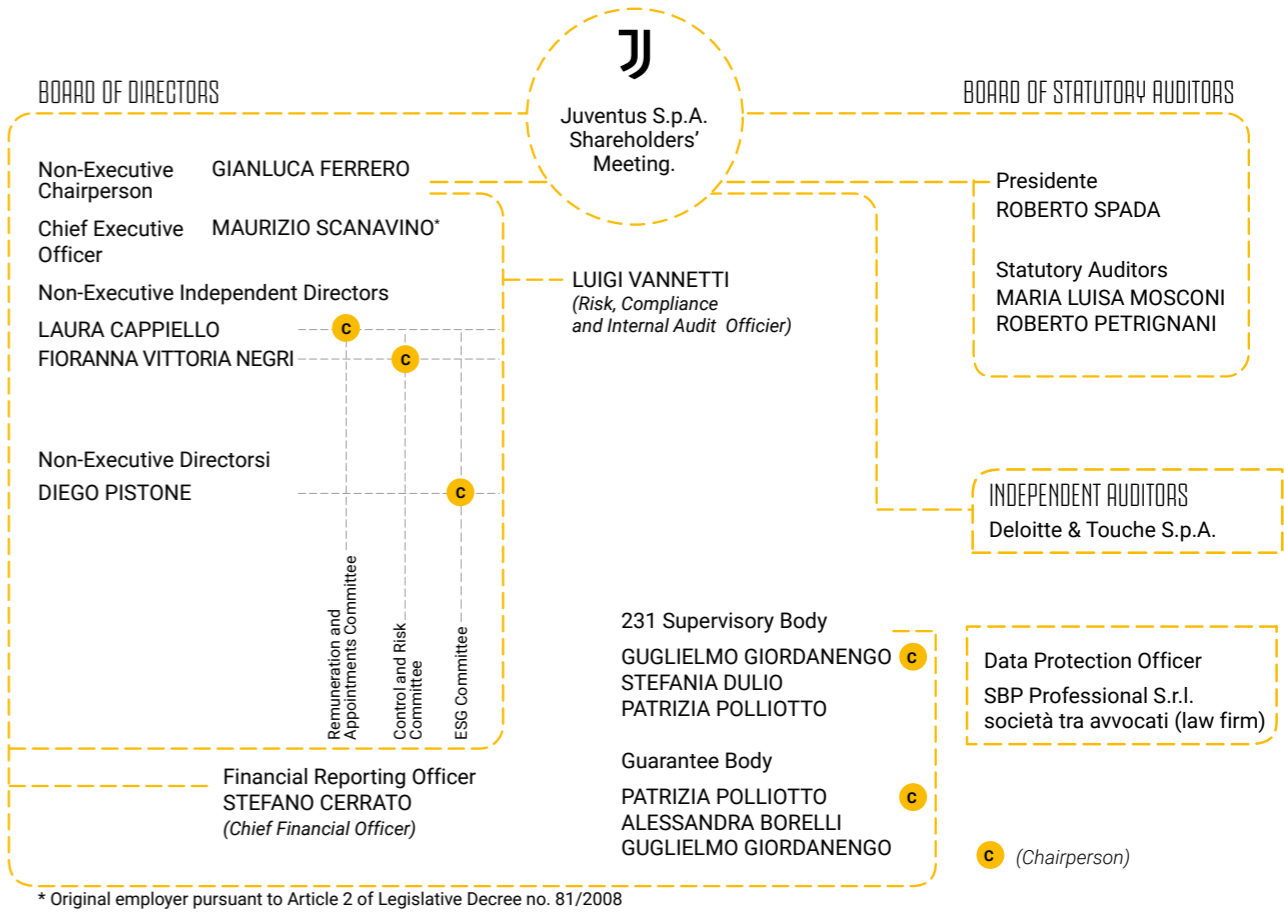 BOARD OF DIRECTORS
Non-Executive
Chairperson
GIANLUCA FERRERO
Chief Executive
Officer
MAURIZIO SCANAVINO*
Non-Executive Independent Directors
LAURA CAPPIELLO
C
FIORANNA VITTORIA NEGRI
C
Non-Executive Directorsi
DIEGO PISTONE
C
Remuneration and
Appointments Committee
Control and Risk
Committee
ESG Committee
Financial Reporting Officer
STEFANO CERRATO
(Chief Financial Officer)
Juventus S.p.A.
Shareholders’
Meeting.
LUIGI VANNETTI
(Risk, Compliance
and Internal Audit Officier)
BOARD OF STATUTORY AUDITORS
Presidente
ROBERTO SPADA
Statutory Auditors
MARIA LUISA MOSCONI
ROBERTO PETRIGNANI
INDEPENDENT AUDITORS
Deloitte & Touche S.p.A.
231 Supervisory Body
GUGLIELMO GIORDANENGO
C
STEFANIA DULIO
PATRIZIA POLLIOTTO
Guarantee Body
PATRIZIA POLLIOTTO
C
ALESSANDRA BORELLI
GUGLIELMO GIORDANENGO
Data Protection Officer
SBP Professional S.r.l.
società tra avvocati (law firm)
C (Chairperson)
* Original employer pursuant to Article 2 of Legislative Decree no. 81/2008